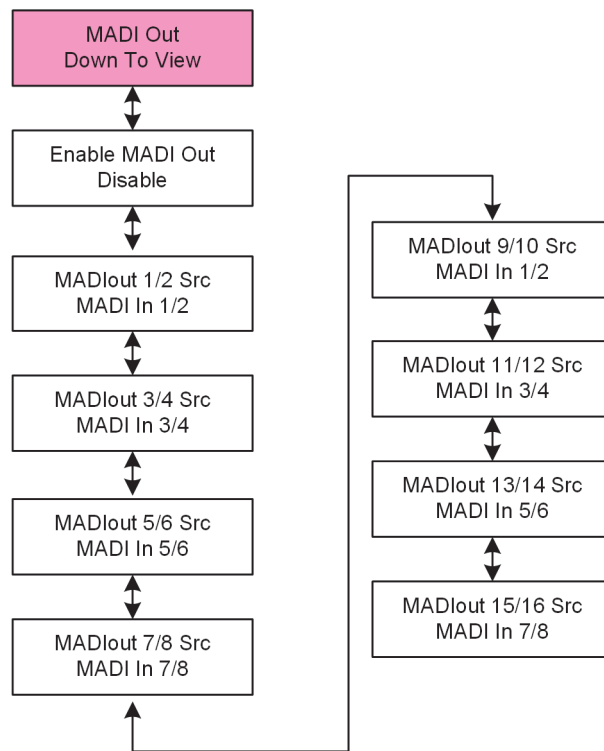 MADI Out
Down To View
Enable MADI Out
Disable
MADIout 1/2 Src
MADI In 1/2
MADIout 3/4 Src
MADI In 3/4
MADIout 5/6 Src
MADI In 5/6
MADIout 7/8 Src
MADI In 7/8
MADIout 9/10 Src
MADI In 1/2
MADIout 11/12 Src
MADI In 3/4
MADIout 13/14 Src
MADI In 5/6
MADIout 15/16 Src
MADI In 7/8